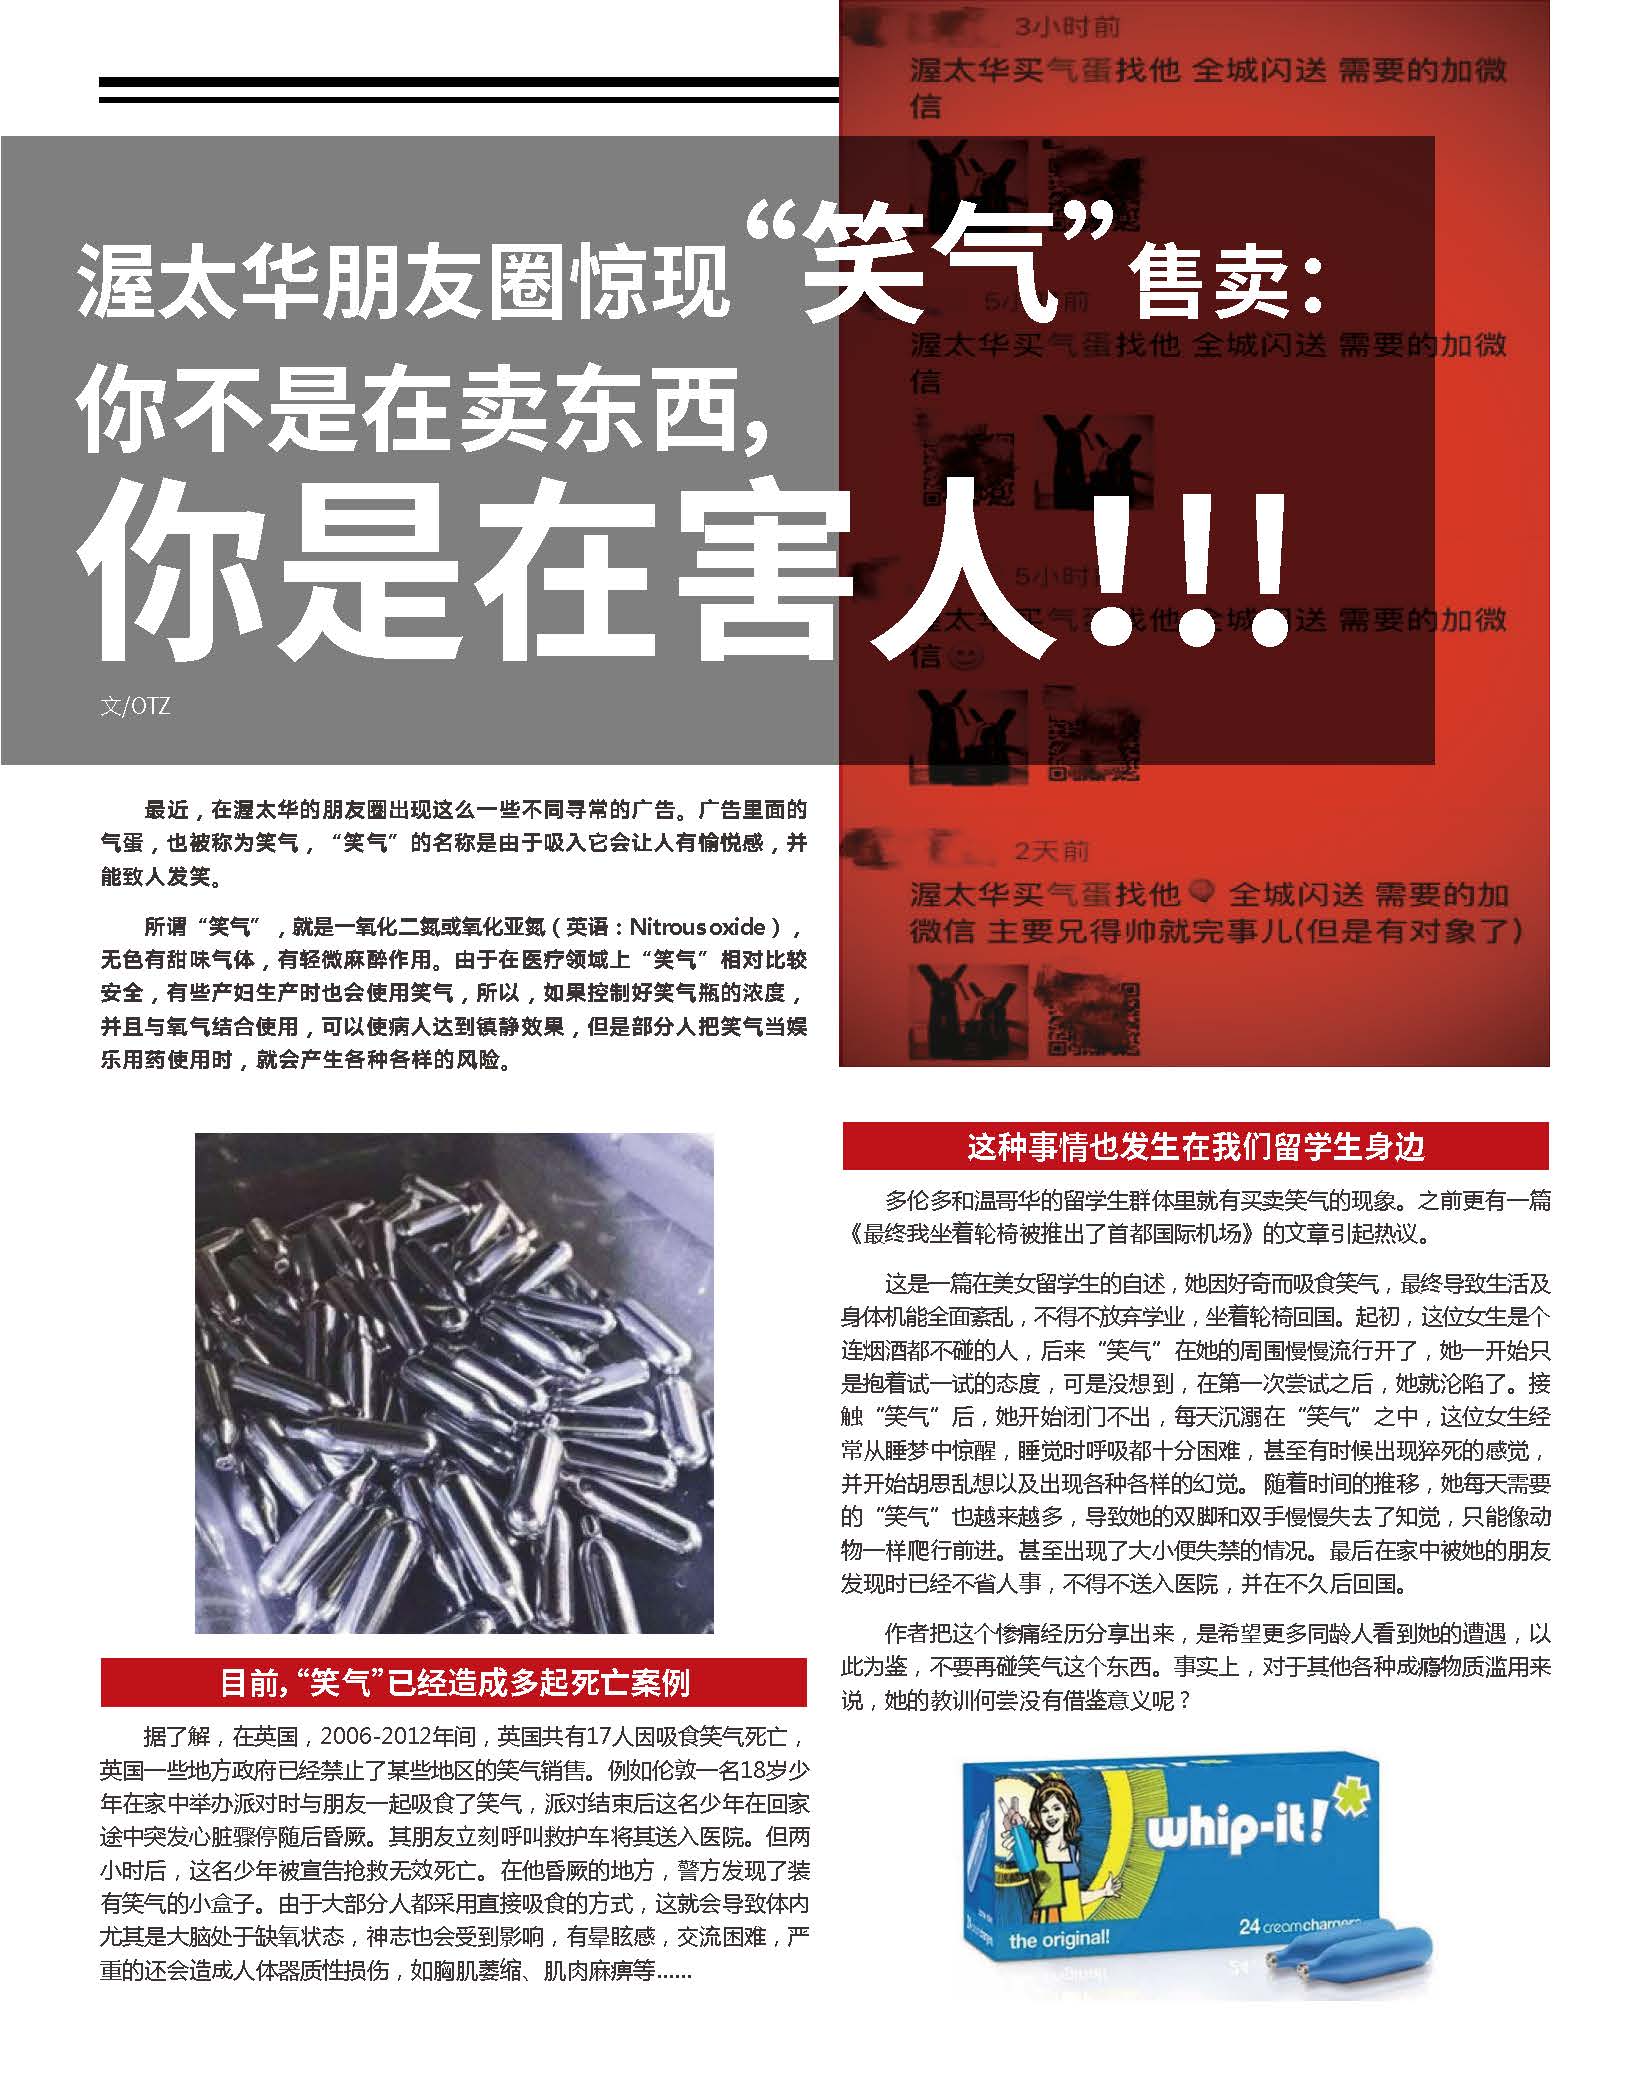 3小时前
渥太华买气蛋找他 全城闪送 需要的加微
信
渥太华朋友圈惊现“笑气”售卖：
你不是在卖东西，
你是在害人！！！
文/OTZ
5小时前
渥太华买气蛋找他 全城闪送 需要的加微
信
5小时
渥太华买气蛋找他 全城闪送 需要的加微
信
2天前
渥太华买气蛋找他 全城闪送 需要的加
微信 主要兄得帅就完事儿(但是有对象了)
最近，在渥太华的朋友圈出现这么一些不同寻常的广告。广告里面的
气蛋，也被称为笑气，“笑气”的名称是由于吸入它会让人有愉悦感，并
能致人发笑。
所谓“笑气”，就是一氧化二氮或氧化亚氮（英语：Nitrous oxide），
无色有甜味气体，有轻微麻醉作用。由于在医疗领域上“笑气”相对比较
安全，有些产妇生产时也会使用笑气，所以，如果控制好笑气瓶的浓度，
并且与氧气结合使用，可以使病人达到镇静效果，但是部分人把笑气当娱
乐用药使用时，就会产生各种各样的风险。
目前，“笑气”已经造成多起死亡案例
据了解，在英国，2006-2012年间，英国共有17人因吸食笑气死亡，
英国一些地方政府已经禁止了某些地区的笑气销售。例如伦敦一名18岁少
年在家中举办派对时与朋友一起吸食了笑气，派对结束后这名少年在回家
途中突发心脏骤停随后昏厥。其朋友立刻呼叫救护车将其送入医院。但两
小时后，这名少年被宣告抢救无效死亡。在他昏厥的地方，警方发现了装
有笑气的小盒子。由于大部分人都采用直接吸食的方式，这就会导致体内
尤其是大脑处于缺氧状态，神志也会受到影响，有晕眩感，交流困难，严
重的还会造成人体器质性损伤，如胸肌萎缩、肌肉麻痹等......
这种事情也发生在我们留学生身边
多伦多和温哥华的留学生群体里就有买卖笑气的现象。之前更有一篇
《最终我坐着轮椅被推出了首都国际机场》的文章引起热议。
这是一篇在美女留学生的自述，她因好奇而吸食笑气，最终导致生活及
身体机能全面紊乱，不得不放弃学业，坐着轮椅回国。起初，这位女生是个
连烟酒都不碰的人，后来“笑气”在她的周围慢慢流行开了，她一开始只
是抱着试一试的态度，可是没想到，在第一次尝试之后，她就沦陷了。接
触“笑气”后，她开始闭门不出，每天沉溺在“笑气”之中，这位女生经
常从睡梦中惊醒，睡觉时呼吸都十分困难，甚至有时候出现猝死的感觉，
并开始胡思乱想以及出现各种各样的幻觉。 随着时间的推移，她每天需要
的“笑气”也越来越多，导致她的双脚和双手慢慢失去了知觉，只能像动
物一样爬行前进。甚至出现了大小便失禁的情况。最后在家中被她的朋友
发现时已经不省人事，不得不送入医院，并在不久后回国。
作者把这个惨痛经历分享出来，是希望更多同龄人看到她的遭遇，以
此为鉴，不要再碰笑气这个东西。事实上，对于其他各种成瘾物质滥用来
说，她的教训何尝没有借鉴意义呢？
whip-it!
the original!
24 cream chargers